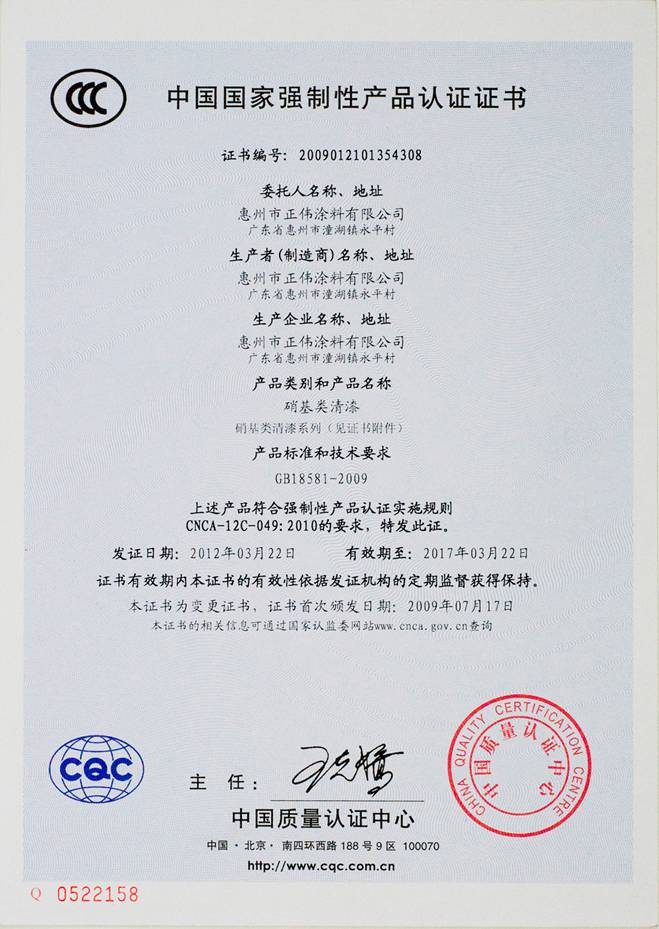 CCC
中国国家强制性产品认证证书
证书编号：2009012101354308
委托人名称、地址
惠州市正伟涂料有限公司
广东省惠州市潼湖镇永平村
生产者(制造商)名称、地址
惠州市正伟涂料有限公司
广东省惠州市潼湖镇永平村
生产企业名称、地址
惠州市正伟涂料有限公司
广东省惠州市潼湖镇永平村
产品类别和产品名称
硝基类清漆
硝基类清漆系列（见证书附件）
产品标准和技术要求
GB18581-2009
上述产品符合强制性产品认证实施规则
CNCA-12C-049:2010的要求，特发此证。
发证日期：2012年03月22日 有效期至：2017年03月22日
证书有效期内本证书的有效性依据发证机构的定期监督获得保持。
本证书为变更证书，证书首次颁发日期：2009年07月17日
本证书的相关信息可通过国家认监委网站www.cnca.gov.cn查询
CQC
主 任：
中国质量认证中心
中国·北京·南四环西路188号9区 100070
http://www.cqc.com.cn
CHINA QUALITY CERTIFICATION CENTRE
中国质量认证中心
Q 0522158